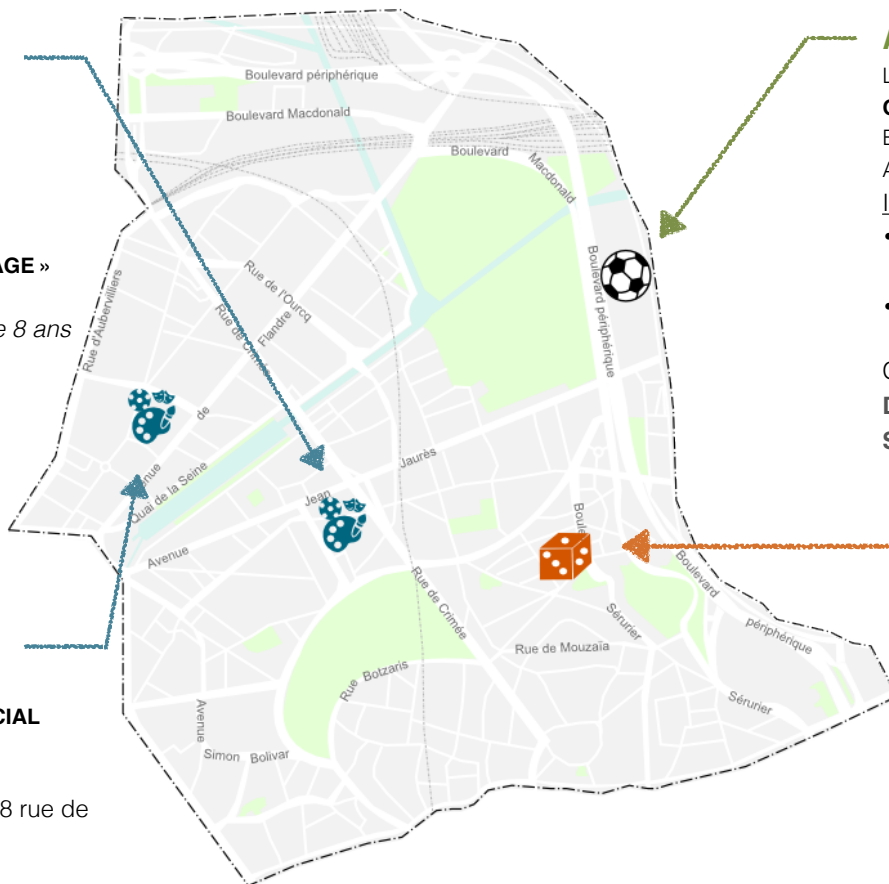 Boulevard périphérique
Boulevard Macdonald
Boulevard
Macdonald
Boulevard périphérique
Rue d'Aubervilliers
Rue de l'Ourcq
Rue de Crimée
Flandre
de
nue
Quai de la Seine
Avenue
Jean
Jaurès
Boule
Rue de Crimée
Boulevard
périphérique
Sérurier
Rue de Mouzaïa
Rue
Botzaris
Sérurier
Avenue
Simon Bolivar
AGE »
e 8 ans
CIAL
8 rue de